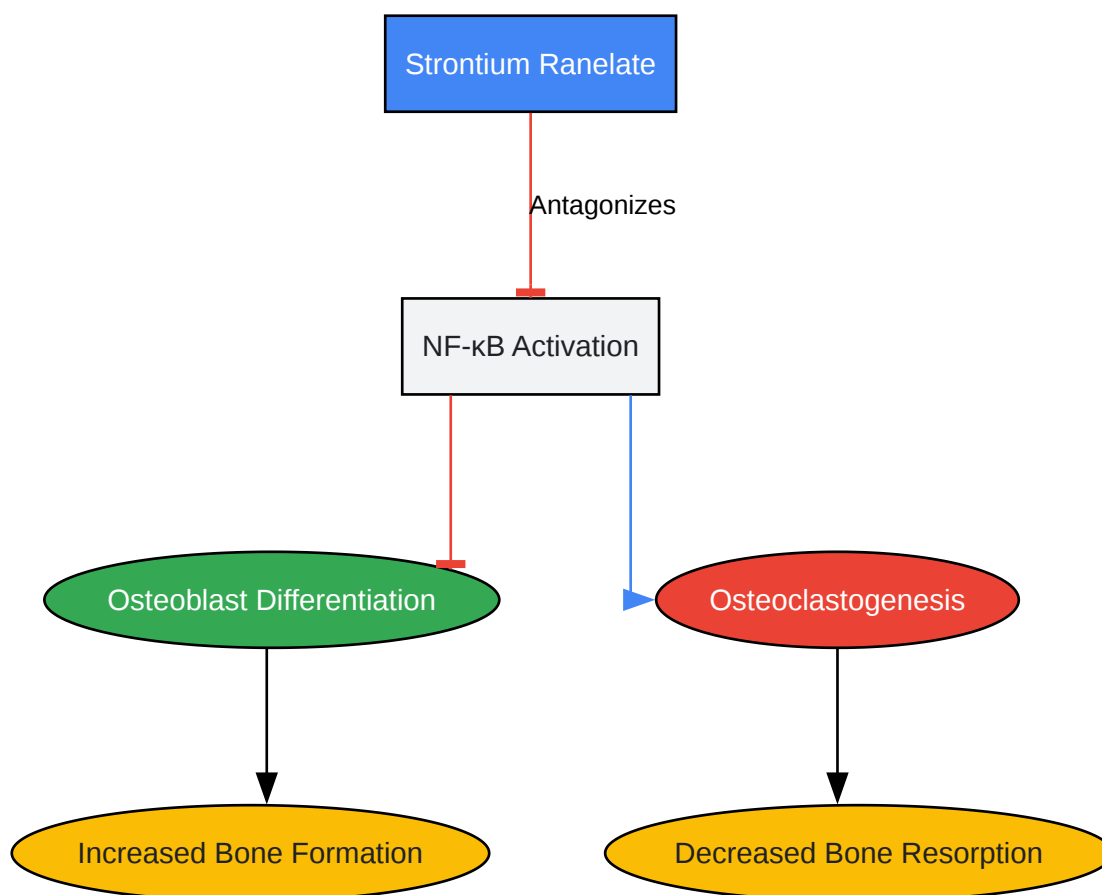 Strontium Ranelate
Antagonizes
NF-κB Activation
Osteoblast Differentiation
Osteoclastogenesis
Increased Bone Formation
Decreased Bone Resorption